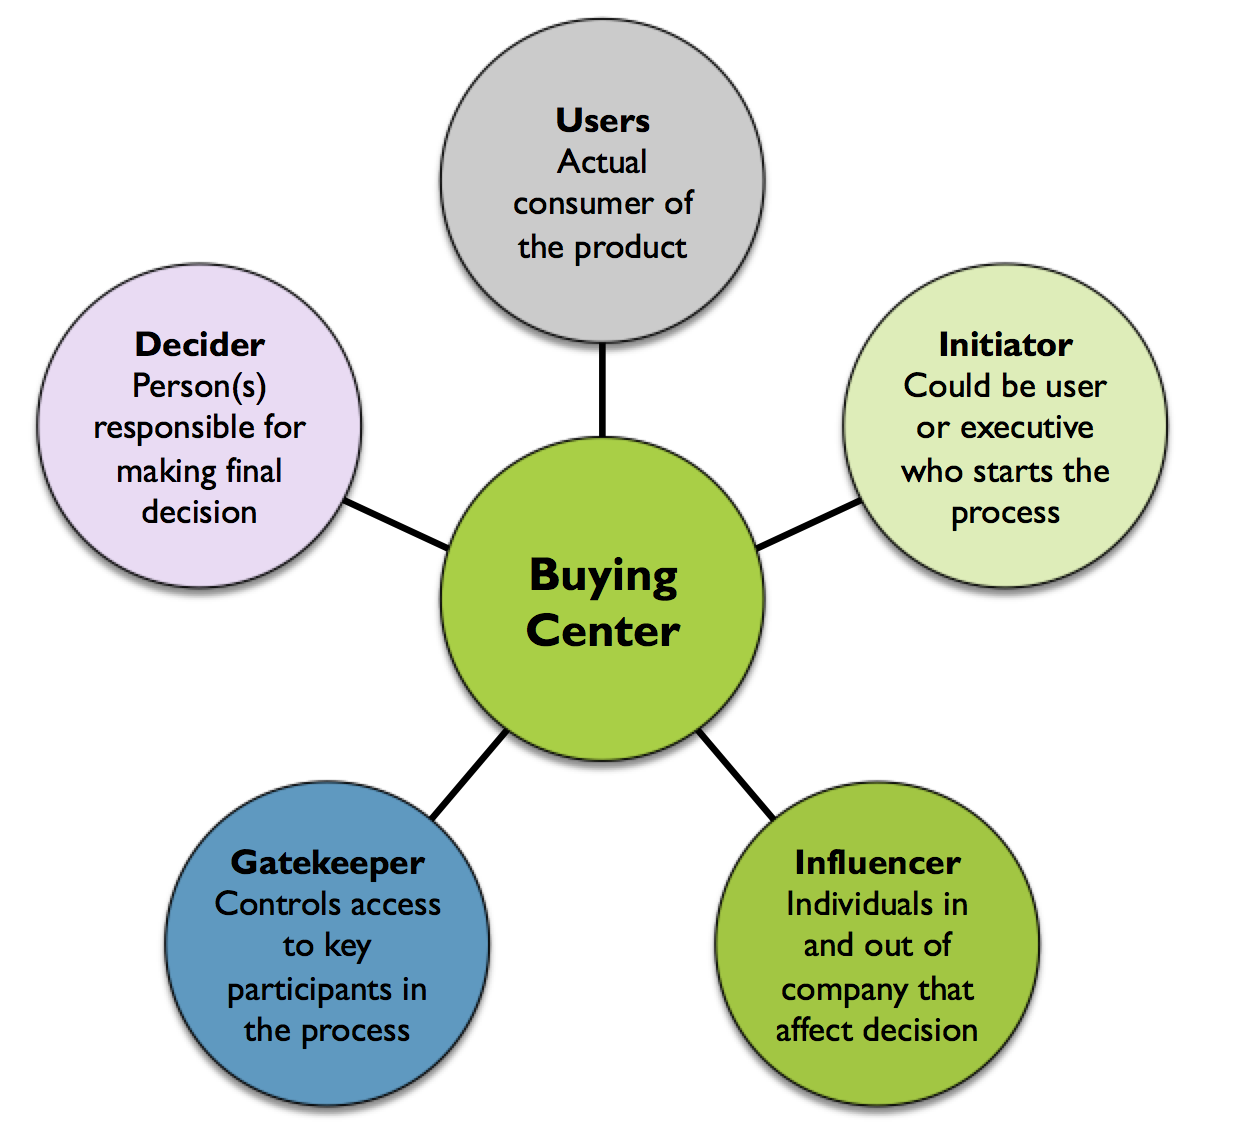 Users
Actual
consumer of
the product
Decider
Person(s)
responsible for
making final
decision
Initiator
Could be user
or executive
who starts the
process
Buying
Center
Gatekeeper
Controls access
to key
participants in
the process
Influencer
Individuals in
and out of
company that
affect decision